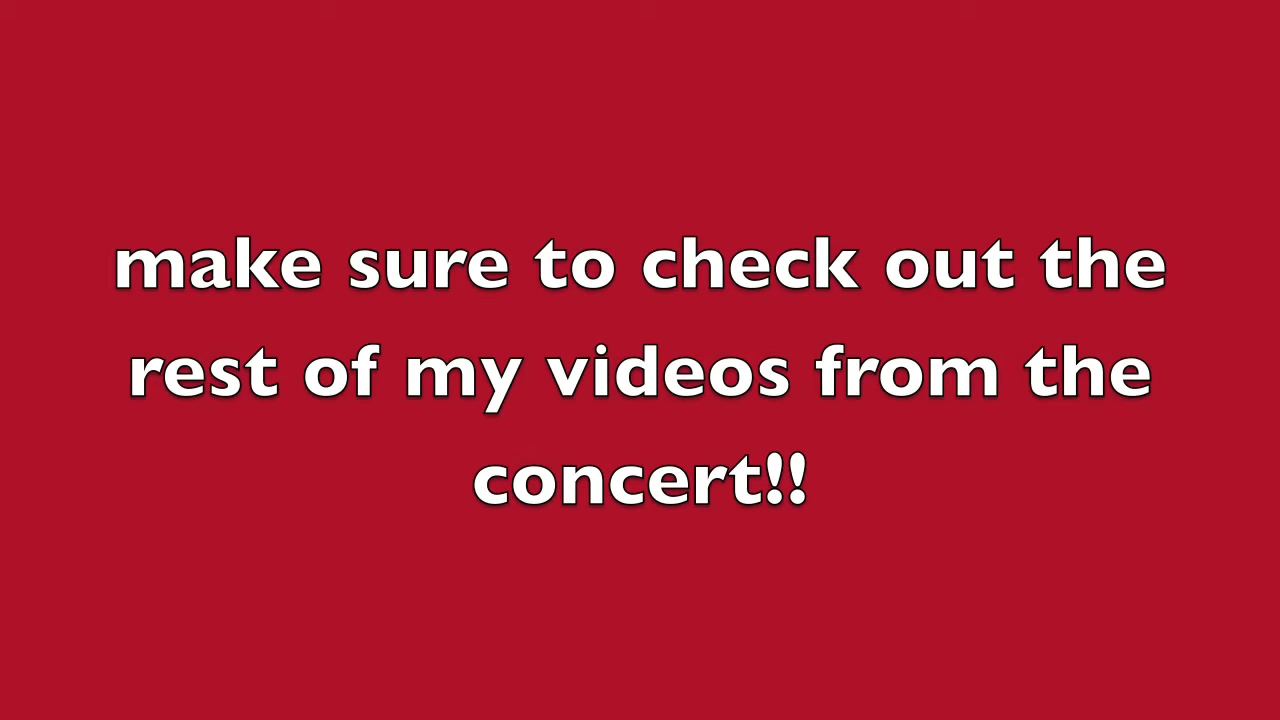 make sure to check out the
rest of my videos from the
concert!!